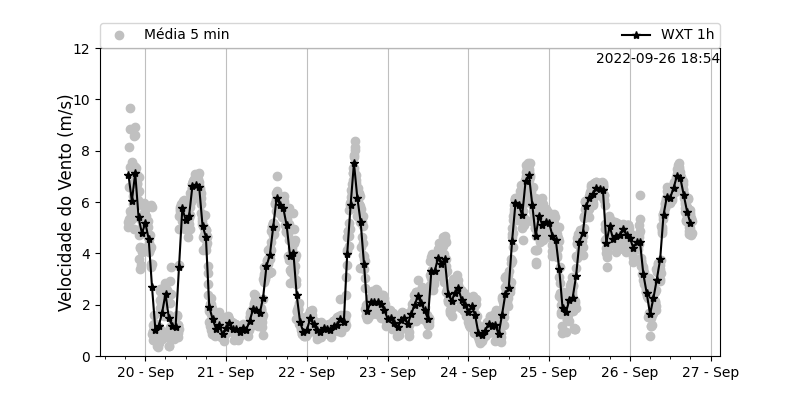 Média 5 min
WXT 1h
2022-09-26 18:54
Velocidade do Vento (m/s)
12
10
8
6
4
2
0
20 - Sep
21 - Sep
22 - Sep
23 - Sep
24 - Sep
25 - Sep
26 - Sep
27 - Sep